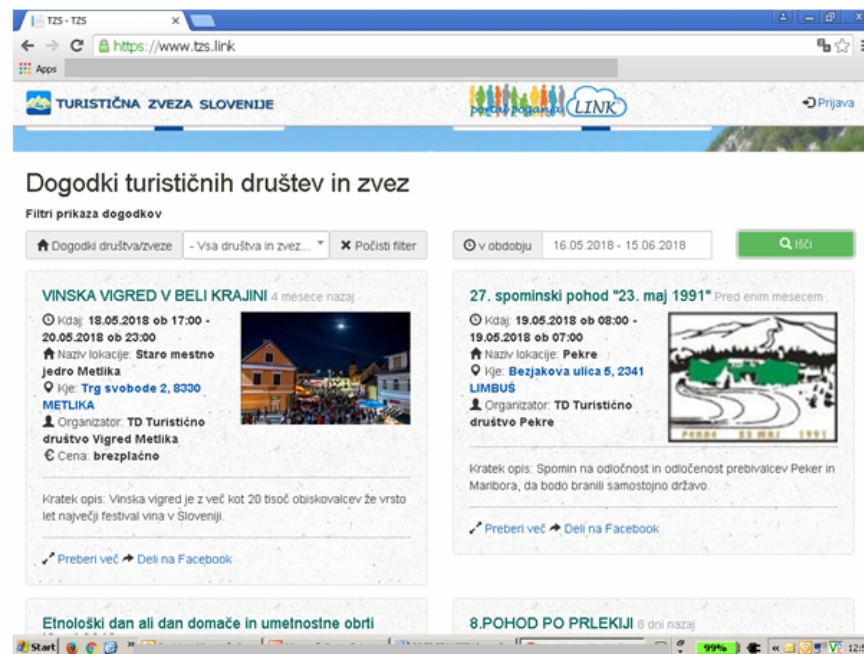 TZS - TZS
https://www.tzs.link
Apps
TURISTIČNA ZVEZA SLOVENIJE
portal poganja LINK
Prijava
Dogodki turističnih društev in zvez
Filtri prikaza dogodkov
Dogodki društva/zveze - Vsa društva in zvez... Počisti filter
v obdobju 16.05.2018 - 15.06.2018 Išči
VINSKA VIGRED V BELI KRAJINI 4 mesece nazaj
Kdaj: 18.05.2018 ob 17:00 -
20.05.2018 ob 23:00
Naziv lokacije: Staro mestno
jedro Metlika
Kje: Trg svobode 2, 8330
METLIKA
Organizator: TD Turistično
društvo Vigred Metlika
Cena: brezplačno
Kratek opis: Vinska vigred je z več kot 20 tisoč obiskovalcev že vrsto
let največji festival vina v Sloveniji.
Preberi več Deli na Facebook
27. spominski pohod "23. maj 1991" Pred enim mesecem
Kdaj: 19.05.2018 ob 08:00 -
19.05.2018 ob 07:00
Naziv lokacije: Pekre
Kje: Bezjakova ulica 5, 2341
LIMBUŠ
Organizator: TD Turistično
društvo Pekre
PEKRE 23 MAJ 1991
Kratek opis: Spomin na odločnost in odločenost prebivalcev Peker in
Maribora, da bodo branili samostojno državo.
Preberi več Deli na Facebook
Etnološki dan ali dan domače in umetnostne obrti
8.POHOD PO PRLEKIJI 8 dni nazaj
Start
99%